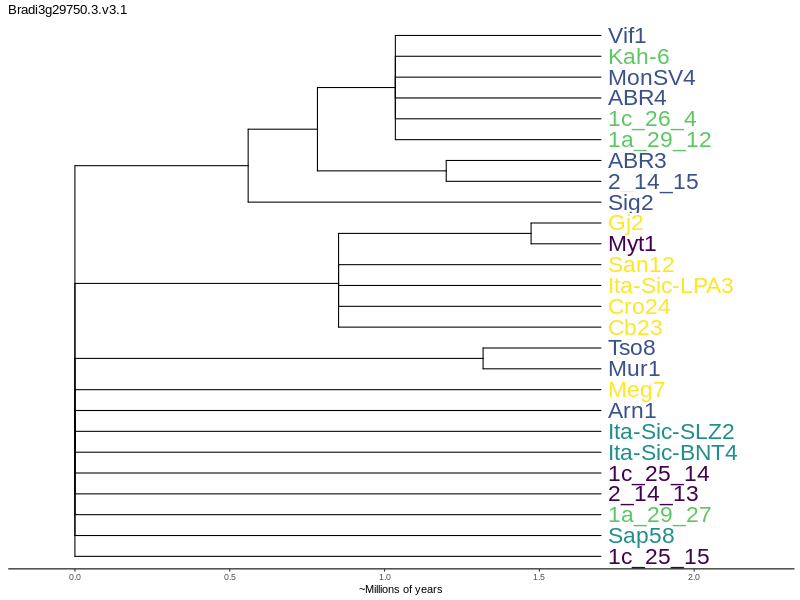 Bradi3g29750.3.v3.1
Vif1
Kah-6
MonSV4
ABR4
1c_26_4
1a_29_12
ABR3
2_14_15
Sig2
Gj2
Myt1
San12
Ita-Sic-LPA3
Cro24
Cb23
Tso8
Mur1
Meg7
Arn1
Ita-Sic-SLZ2
Ita-Sic-BNT4
1c_25_14
2_14_13
1a_29_27
Sap58
1c_25_15
0.0 0.5 1.0 1.5 2.0
~Millions of years